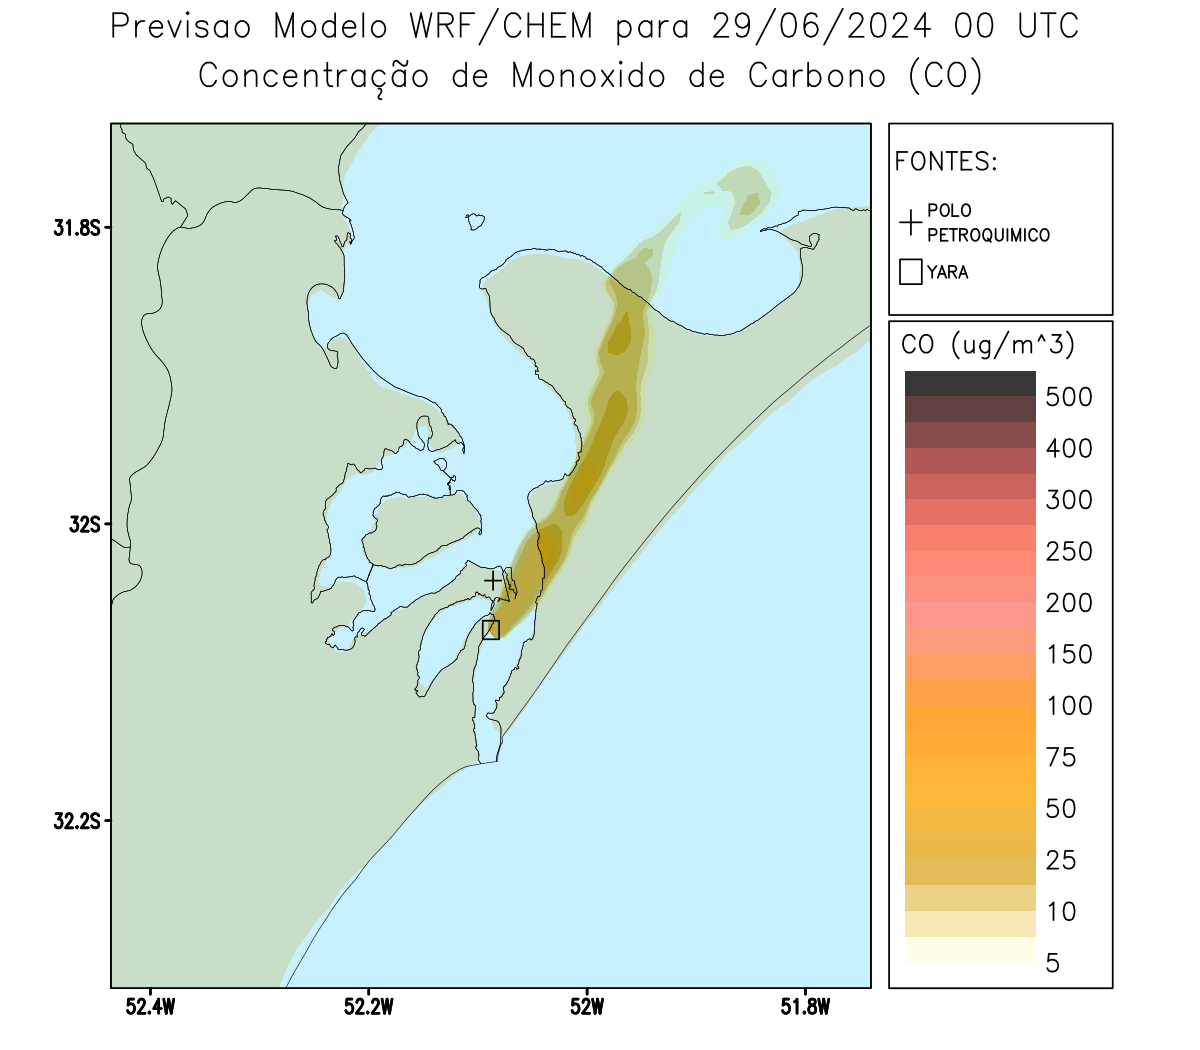 Previsao Modelo WRF/CHEM para 29/06/2024 00 UTC
Concentração de Monoxido de Carbono (CO)
FONTES:
POLO
PETROQUIMICO
YARA
CO (ug/m^3)
500
400
300
250
200
150
100
75
50
25
10
5
31.8S
32S
32.2S
52.4W
52.2W
52W
51.8W